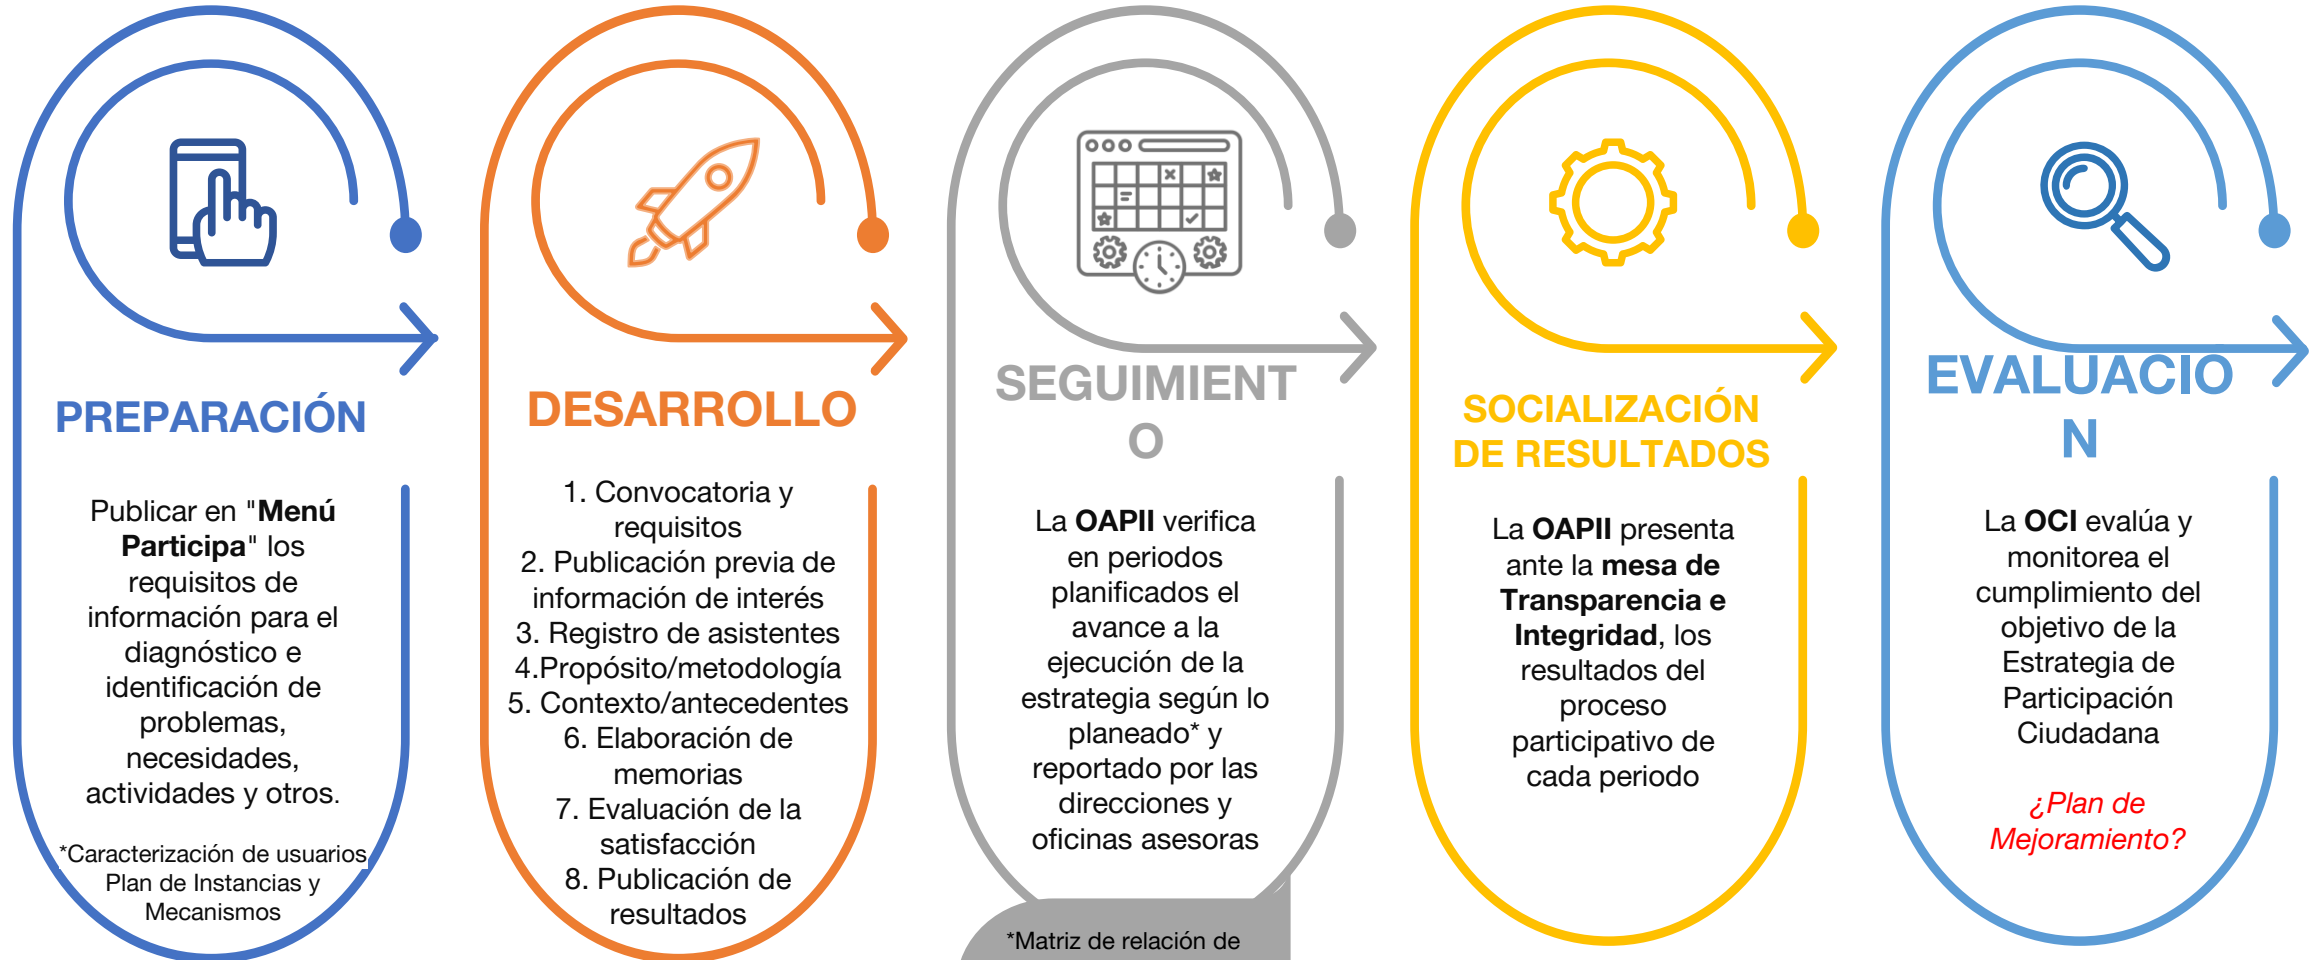 PREPARACIÓN
Publicar en "Menú
Participa" los
requisitos de
información para el
diagnóstico e
identificación de
problemas,
necesidades,
actividades y otros.
*Caracterización de usuarios
Plan de Instancias y
Mecanismos
DESARROLLO
1. Convocatoria y
requisitos
2. Publicación previa de
información de interés
3. Registro de asistentes
4.Propósito/metodología
5. Contexto/antecedentes
6. Elaboración de
memorias
7. Evaluación de la
satisfacción
8. Publicación de
resultados
SEGUIMIENT
O
La OAPII verifica
en periodos
planificados el
avance a la
ejecución de la
estrategia según lo
planeado* y
reportado por las
direcciones y
oficinas asesoras
*Matriz de relación de
SOCIALIZACIÓN
DE RESULTADOS
La OAPII presenta
ante la mesa de
Transparencia e
Integridad, los
resultados del
proceso
participativo de
cada periodo
EVALUACIO
N
La OCI evalúa y
monitorea el
cumplimiento del
objetivo de la
Estrategia de
Participación
Ciudadana
¿Plan de
Mejoramiento?